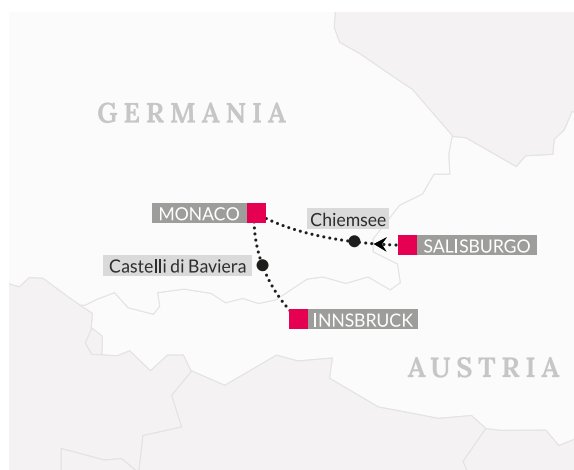 GERMANIA
MONACO
Chiemsee
SALISBURGO
Castelli di Baviera
INNSBRUCK
AUSTRIA